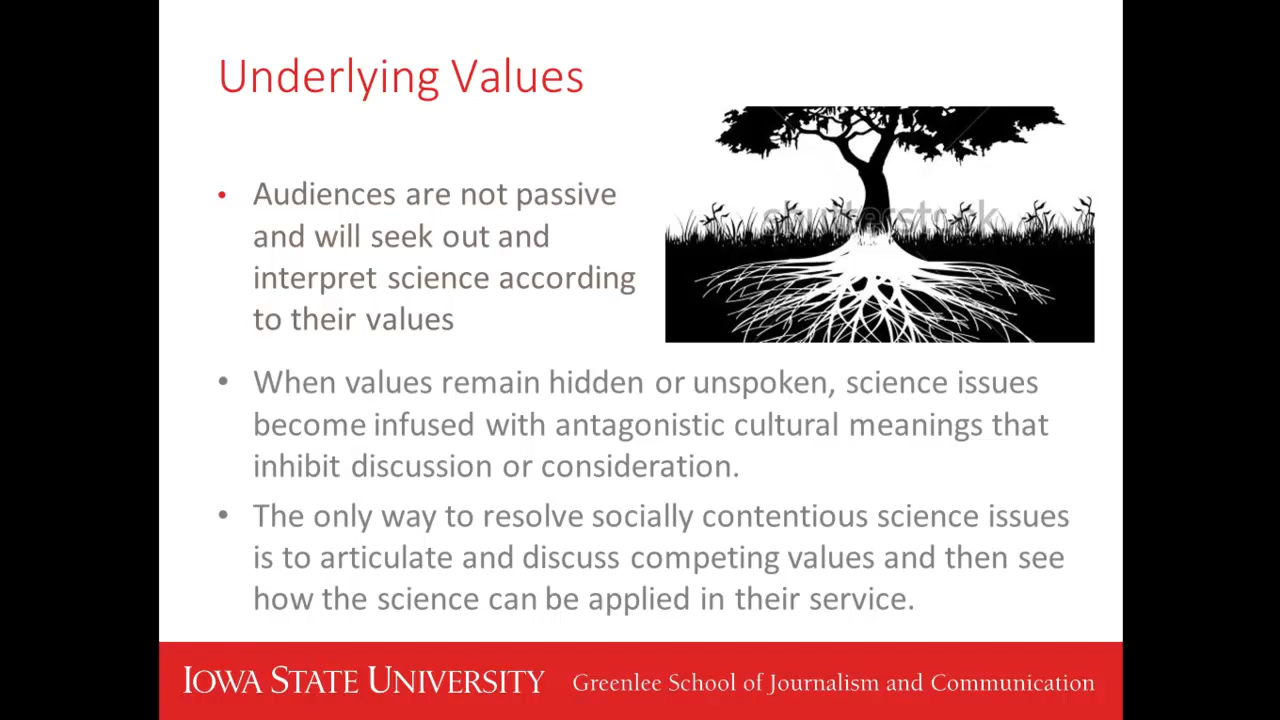 Underlying Values
• Audiences are not passive
and will seek out and
interpret science according
to their values
shutterstock
• When values remain hidden or unspoken, science issues
become infused with antagonistic cultural meanings that
inhibit discussion or consideration.
• The only way to resolve socially contentious science issues
is to articulate and discuss competing values and then see
how the science can be applied in their service.
IOWA STATE UNIVERSITY Greenlee School of Journalism and Communication